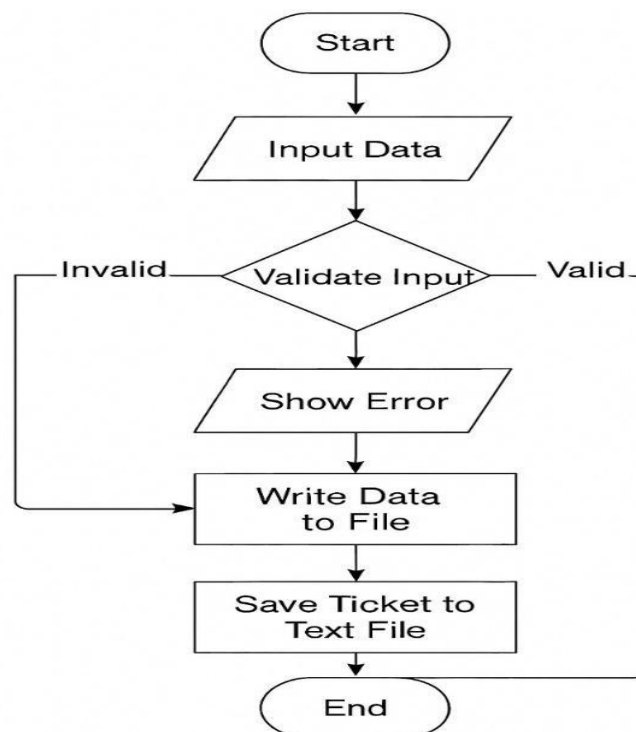 Start
Input Data
Invalid
Validate Input
Valid
Show Error
Write Data
to File
Save Ticket to
Text File
End